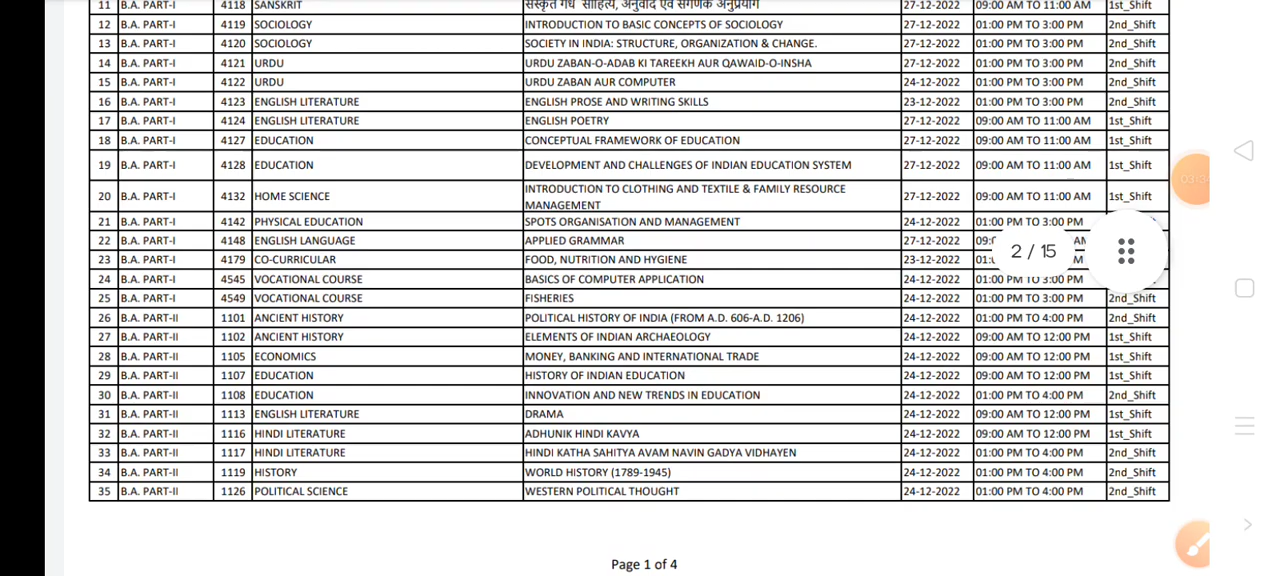 11 B.A. PART-I 4118 SANSKRIT संस्कृत गद्य साहित्य, अनुवाद एवं संगणक अनुप्रयोग 27-12-2022 09:00 AM TO 11:00 AM 1st_Shift
12 B.A. PART-I 4119 SOCIOLOGY INTRODUCTION TO BASIC CONCEPTS OF SOCIOLOGY 27-12-2022 01:00 PM TO 3:00 PM 2nd_Shift
13 B.A. PART-I 4120 SOCIOLOGY SOCIETY IN INDIA: STRUCTURE, ORGANIZATION & CHANGE. 27-12-2022 01:00 PM TO 3:00 PM 2nd_Shift
14 B.A. PART-I 4121 URDU URDU ZABAN-O-ADAB KI TAREEKH AUR QAWAID-O-INSHA 27-12-2022 01:00 PM TO 3:00 PM 2nd_Shift
15 B.A. PART-I 4122 URDU URDU ZABAN AUR COMPUTER 24-12-2022 01:00 PM TO 3:00 PM 2nd_Shift
16 B.A. PART-I 4123 ENGLISH LITERATURE ENGLISH PROSE AND WRITING SKILLS 23-12-2022 01:00 PM TO 3:00 PM 2nd_Shift
17 B.A. PART-I 4124 ENGLISH LITERATURE ENGLISH POETRY 27-12-2022 09:00 AM TO 11:00 AM 1st_Shift
18 B.A. PART-I 4127 EDUCATION CONCEPTUAL FRAMEWORK OF EDUCATION 27-12-2022 09:00 AM TO 11:00 AM 1st_Shift
19 B.A. PART-I 4128 EDUCATION DEVELOPMENT AND CHALLENGES OF INDIAN EDUCATION SYSTEM 27-12-2022 09:00 AM TO 11:00 AM 1st_Shift
20 B.A. PART-I 4132 HOME SCIENCE INTRODUCTION TO CLOTHING AND TEXTILE & FAMILY RESOURCE MANAGEMENT 27-12-2022 09:00 AM TO 11:00 AM 1st_Shift
21 B.A. PART-I 4142 PHYSICAL EDUCATION SPOTS ORGANISATION AND MANAGEMENT 24-12-2022 01:00 PM TO 3:00 PM
22 B.A. PART-I 4148 ENGLISH LANGUAGE APPLIED GRAMMAR 27-12-2022
23 B.A. PART-I 4179 CO-CURRICULAR FOOD, NUTRITION AND HYGIENE 23-12-2022
2 / 15
24 B.A. PART-I 4545 VOCATIONAL COURSE BASICS OF COMPUTER APPLICATION 24-12-2022 01:00 PM TO 3:00 PM
25 B.A. PART-I 4549 VOCATIONAL COURSE FISHERIES 24-12-2022 01:00 PM TO 3:00 PM 2nd_Shift
26 B.A. PART-II 1101 ANCIENT HISTORY POLITICAL HISTORY OF INDIA (FROM A.D. 606-A.D. 1206) 24-12-2022 01:00 PM TO 4:00 PM 2nd_Shift
27 B.A. PART-II 1102 ANCIENT HISTORY ELEMENTS OF INDIAN ARCHAEOLOGY 24-12-2022 09:00 AM TO 12:00 PM 1st_Shift
28 B.A. PART-II 1105 ECONOMICS MONEY, BANKING AND INTERNATIONAL TRADE 24-12-2022 09:00 AM TO 12:00 PM 1st_Shift
29 B.A. PART-II 1107 EDUCATION HISTORY OF INDIAN EDUCATION 24-12-2022 09:00 AM TO 12:00 PM 1st_Shift
30 B.A. PART-II 1108 EDUCATION INNOVATION AND NEW TRENDS IN EDUCATION 24-12-2022 01:00 PM TO 4:00 PM 2nd_Shift
31 B.A. PART-II 1113 ENGLISH LITERATURE DRAMA 24-12-2022 09:00 AM TO 12:00 PM 1st_Shift
32 B.A. PART-II 1116 HINDI LITERATURE ADHUNIK HINDI KAVYA 24-12-2022 09:00 AM TO 12:00 PM 1st_Shift
33 B.A. PART-II 1117 HINDI LITERATURE HINDI KATHA SAHITYA AVAM NAVIN GADYA VIDHAYEN 24-12-2022 01:00 PM TO 4:00 PM 2nd_Shift
34 B.A. PART-II 1119 HISTORY WORLD HISTORY (1789-1945) 24-12-2022 01:00 PM TO 4:00 PM 2nd_Shift
35 B.A. PART-II 1126 POLITICAL SCIENCE WESTERN POLITICAL THOUGHT 24-12-2022 01:00 PM TO 4:00 PM 2nd_Shift
Page 1 of 4